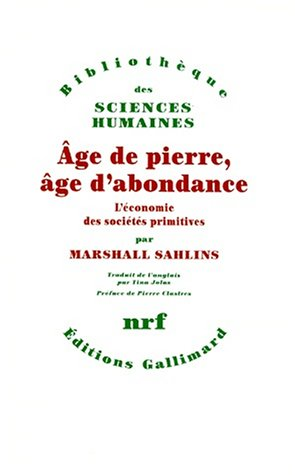 Bibliothèque
des
SCIENCES
HUMAINES
Âge de pierre,
âge d'abondance
L'économie
des sociétés primitives
par
MARSHALL SAHLINS
Traduit de l'anglais
par Tina Jolas
Préface de Pierre Clastres
nrf
Éditions Gallimard